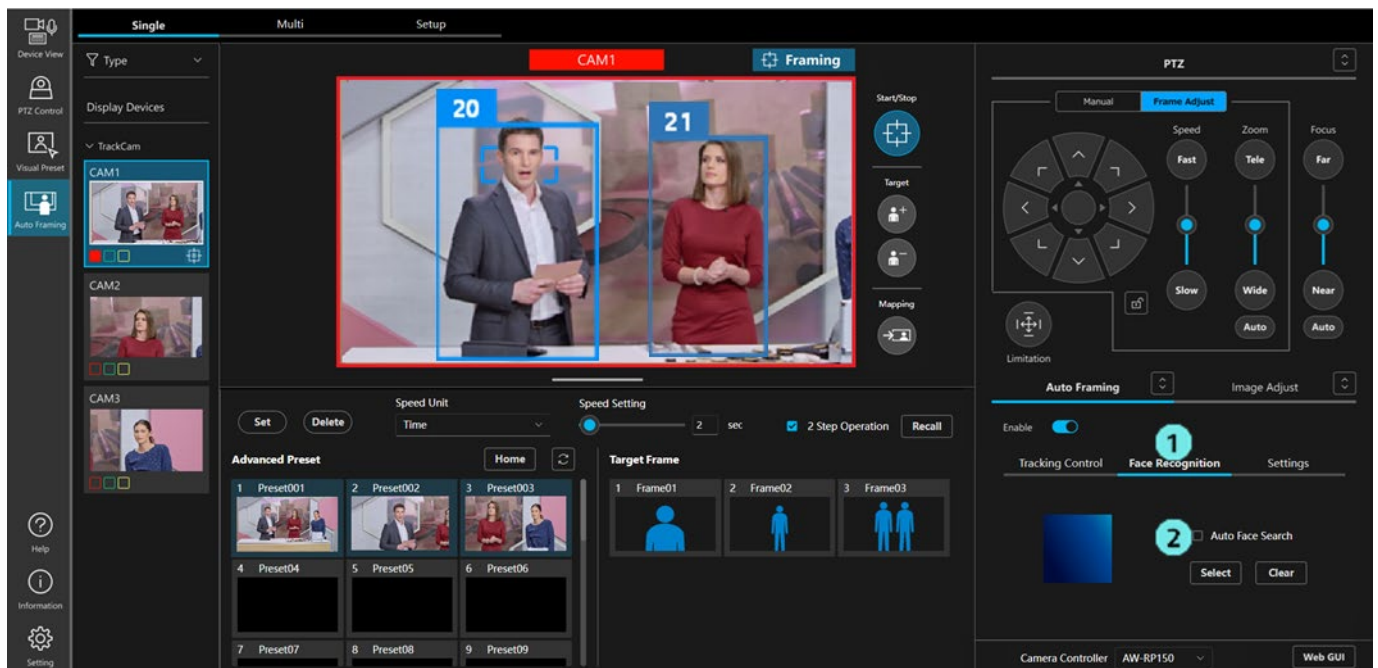 Single
Multi
Setup
Device View
PTZ Control
Visual Preset
Auto Framing
Help
Information
Setting
Type
Display Devices
TrackCam
CAM1
CAM2
CAM3
CAM1
Framing
20
21
Start/Stop
Target
Mapping
Set
Delete
Speed Unit
Time
Speed Setting
2 sec
2 Step Operation
Recall
Advanced Preset
Home
1 Preset001
2 Preset002
3 Preset003
4 Preset04
5 Preset05
6 Preset06
7 Preset07
8 Preset08
9 Preset09
Target Frame
1 Frame01
2 Frame02
3 Frame03
PTZ
Manual
Frame Adjust
Speed
Zoom
Focus
Fast
Tele
Far
Slow
Wide
Near
Auto
Auto
Limitation
Auto Framing
Image Adjust
Enable
1
Tracking Control
Face Recognition
Settings
2
Auto Face Search
Select
Clear
Camera Controller
AW-RP150
Web GUI